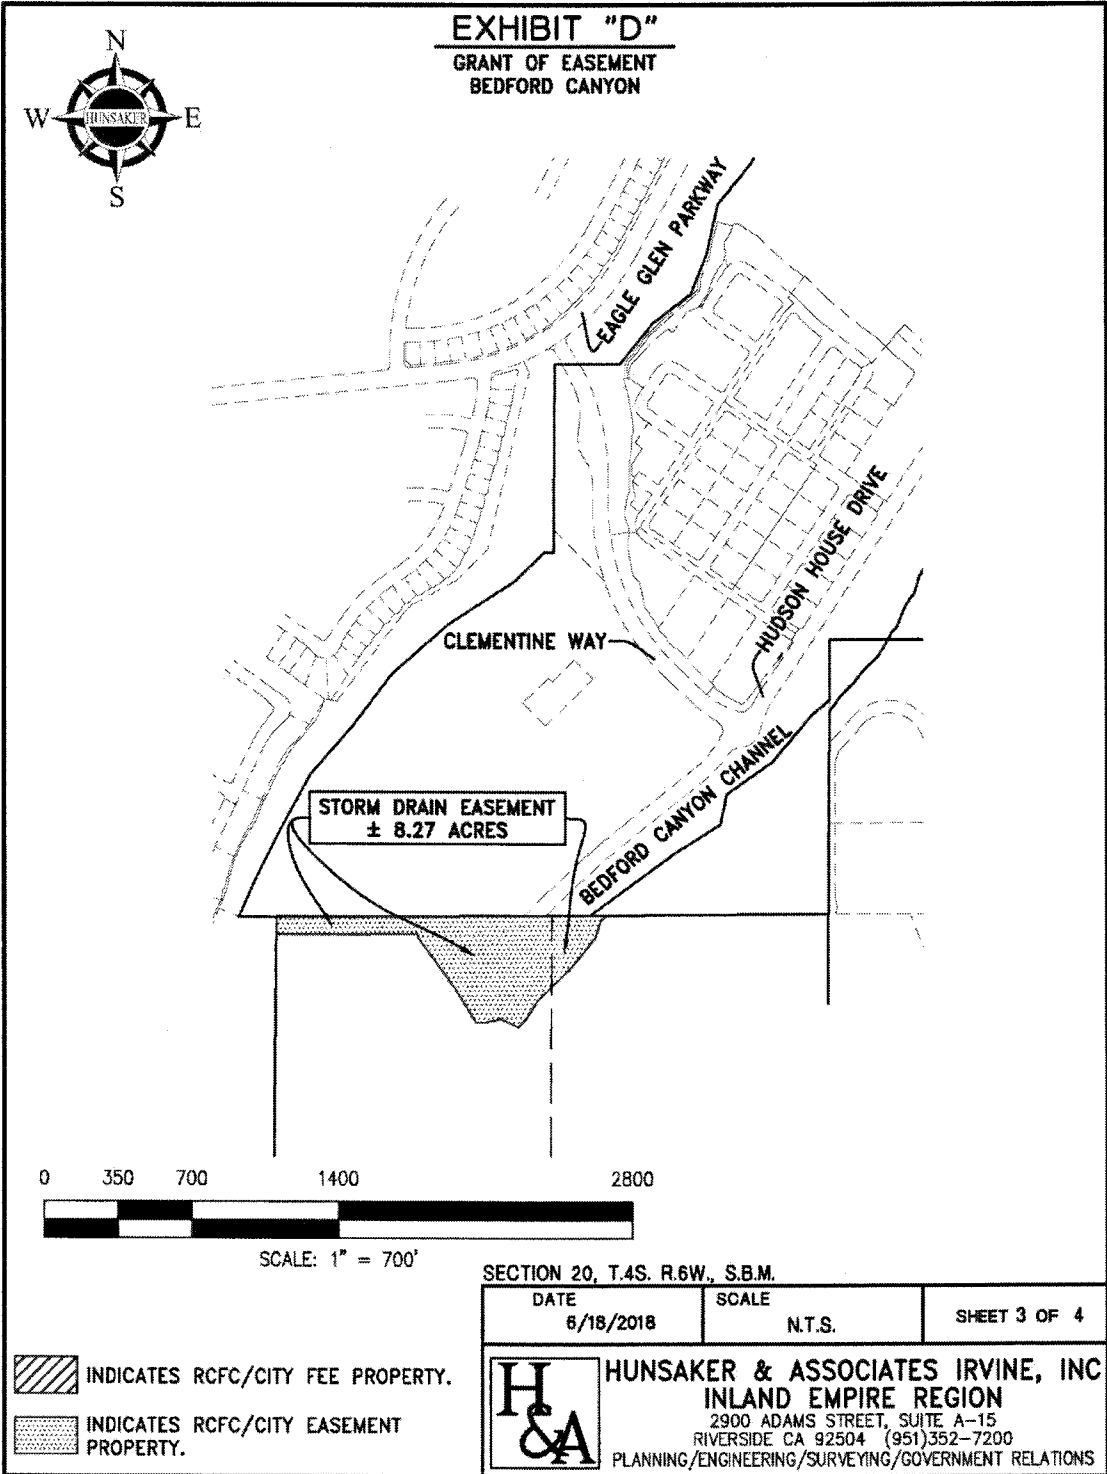 EXHIBIT "D"
GRANT OF EASEMENT
BEDFORD CANYON
N
W HUNSAKER E
S
EAGLE GLEN PARKWAY
HUDSON HOUSE DRIVE
CLEMENTINE WAY
BEDFORD CANYON CHANNEL
STORM DRAIN EASEMENT
± 8.27 ACRES
0 350 700 1400 2800
SCALE: 1" = 700'
SECTION 20, T.4S. R.6W., S.B.M.
DATE
6/18/2018
SCALE
N.T.S.
SHEET 3 OF 4
INDICATES RCFC/CITY FEE PROPERTY.
INDICATES RCFC/CITY EASEMENT
PROPERTY.
H&A
HUNSAKER & ASSOCIATES IRVINE, INC
INLAND EMPIRE REGION
2900 ADAMS STREET, SUITE A-15
RIVERSIDE CA 92504 (951)352-7200
PLANNING/ENGINEERING/SURVEYING/GOVERNMENT RELATIONS